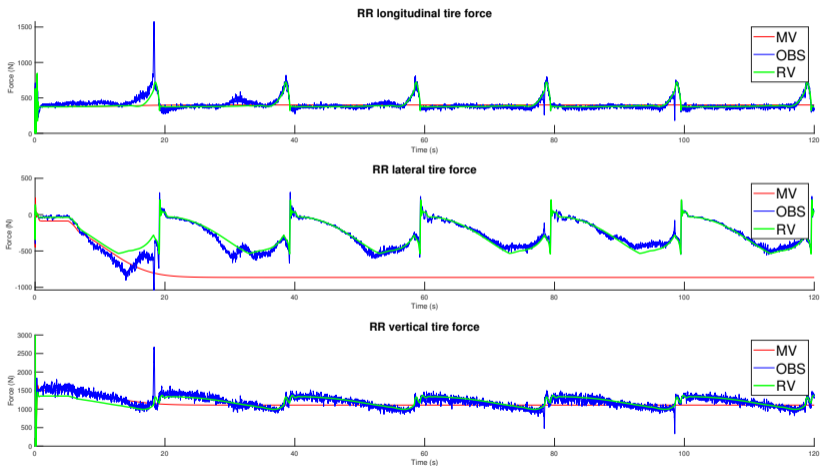 RR longitudinal tire force
1500
1000
500
0
Force (N)
MV
OBS
RV
0 20 40 60 80 100 120
Time (s)
RR lateral tire force
500
0
-500
-1000
Force (N)
MV
OBS
RV
0 20 40 60 80 100 120
Time (s)
RR vertical tire force
3000
2500
2000
1500
1000
500
0
Force (N)
MV
OBS
RV
0 20 40 60 80 100 120
Time (s)